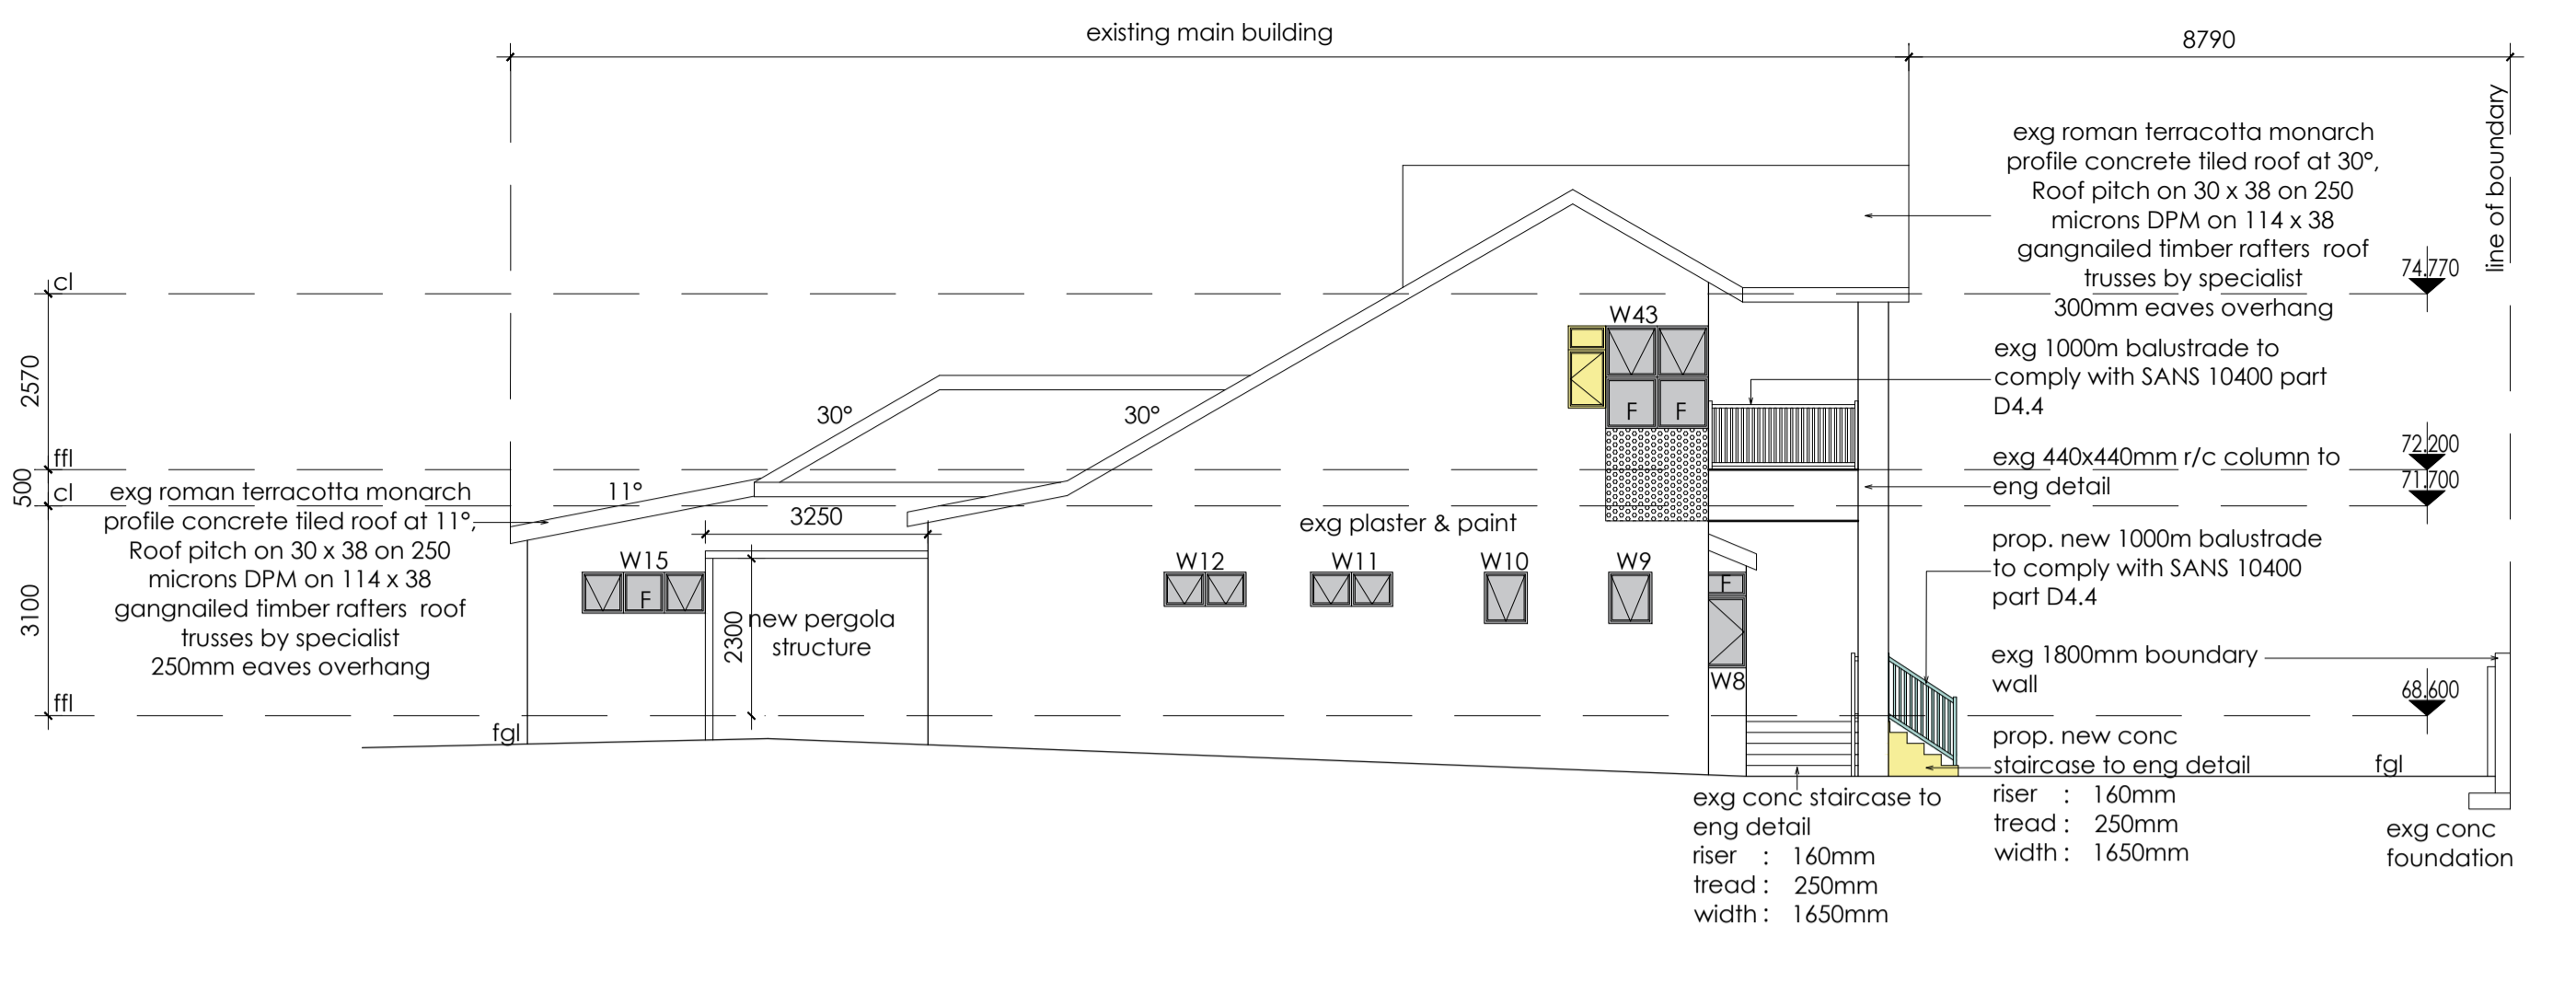 existing main building
8790
line of boundary
exg roman terracotta monarch
profile concrete tiled roof at 30°,
Roof pitch on 30 x 38 on 250
microns DPM on 114 x 38
gangnailed timber rafters  roof
trusses by specialist
300mm eaves overhang
74.770
cl
2570
W43
F
F
exg 1000m balustrade to
comply with SANS 10400 part
D4.4
30°
30°
ffl
72.200
500
cl
71.700
exg 440x440mm r/c column to
eng detail
11°
exg roman terracotta monarch
profile concrete tiled roof at 11°,
Roof pitch on 30 x 38 on 250
microns DPM on 114 x 38
gangnailed timber rafters  roof
trusses by specialist
250mm eaves overhang
3250
exg plaster & paint
3100
W15
F
W12
W11
W10
W9
F
W8
prop. new 1000m balustrade
to comply with SANS 10400
part D4.4
2300
new pergola
structure
exg 1800mm boundary
wall
ffl
68.600
fgl
prop. new conc
staircase to eng detail
riser : 160mm
tread : 250mm
width : 1650mm
fgl
exg conc staircase to
eng detail
riser : 160mm
tread : 250mm
width : 1650mm
exg conc
foundation